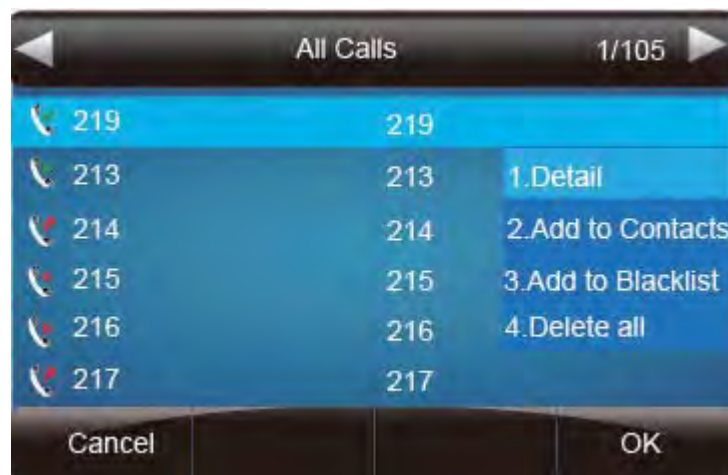 All Calls 1/105
219 219
213 213 1.Detail
214 214 2.Add to Contacts
215 215 3.Add to Blacklist
216 216 4.Delete all
217 217
Cancel OK